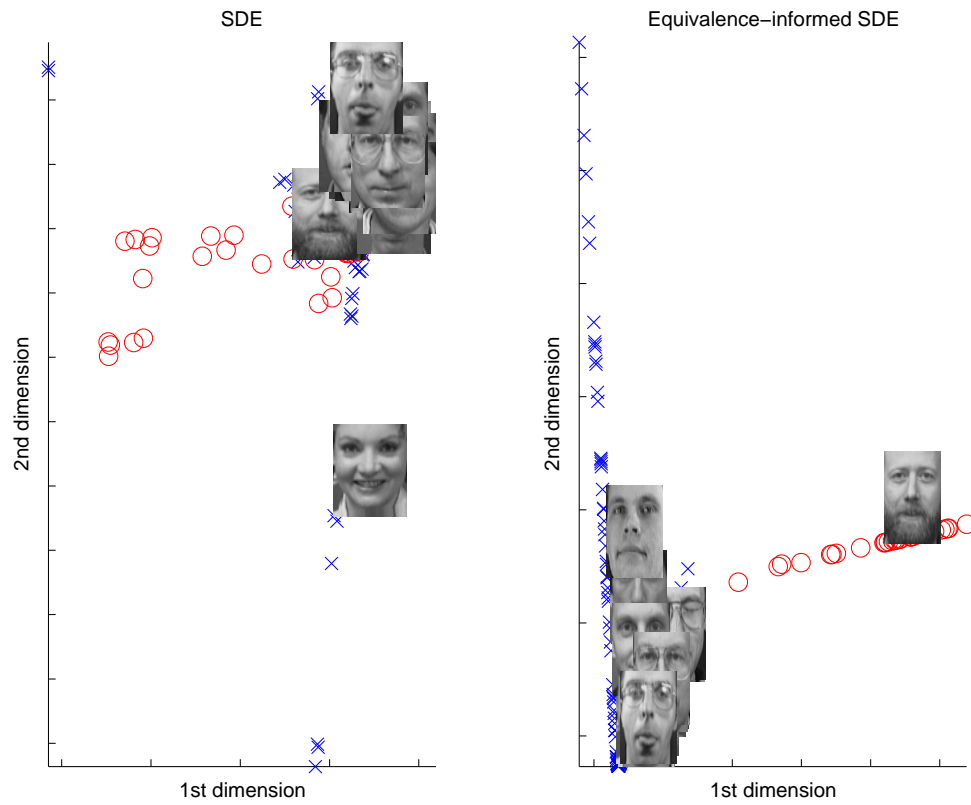 SDE
2nd dimension
1st dimension
Equivalence−informed SDE
2nd dimension
1st dimension